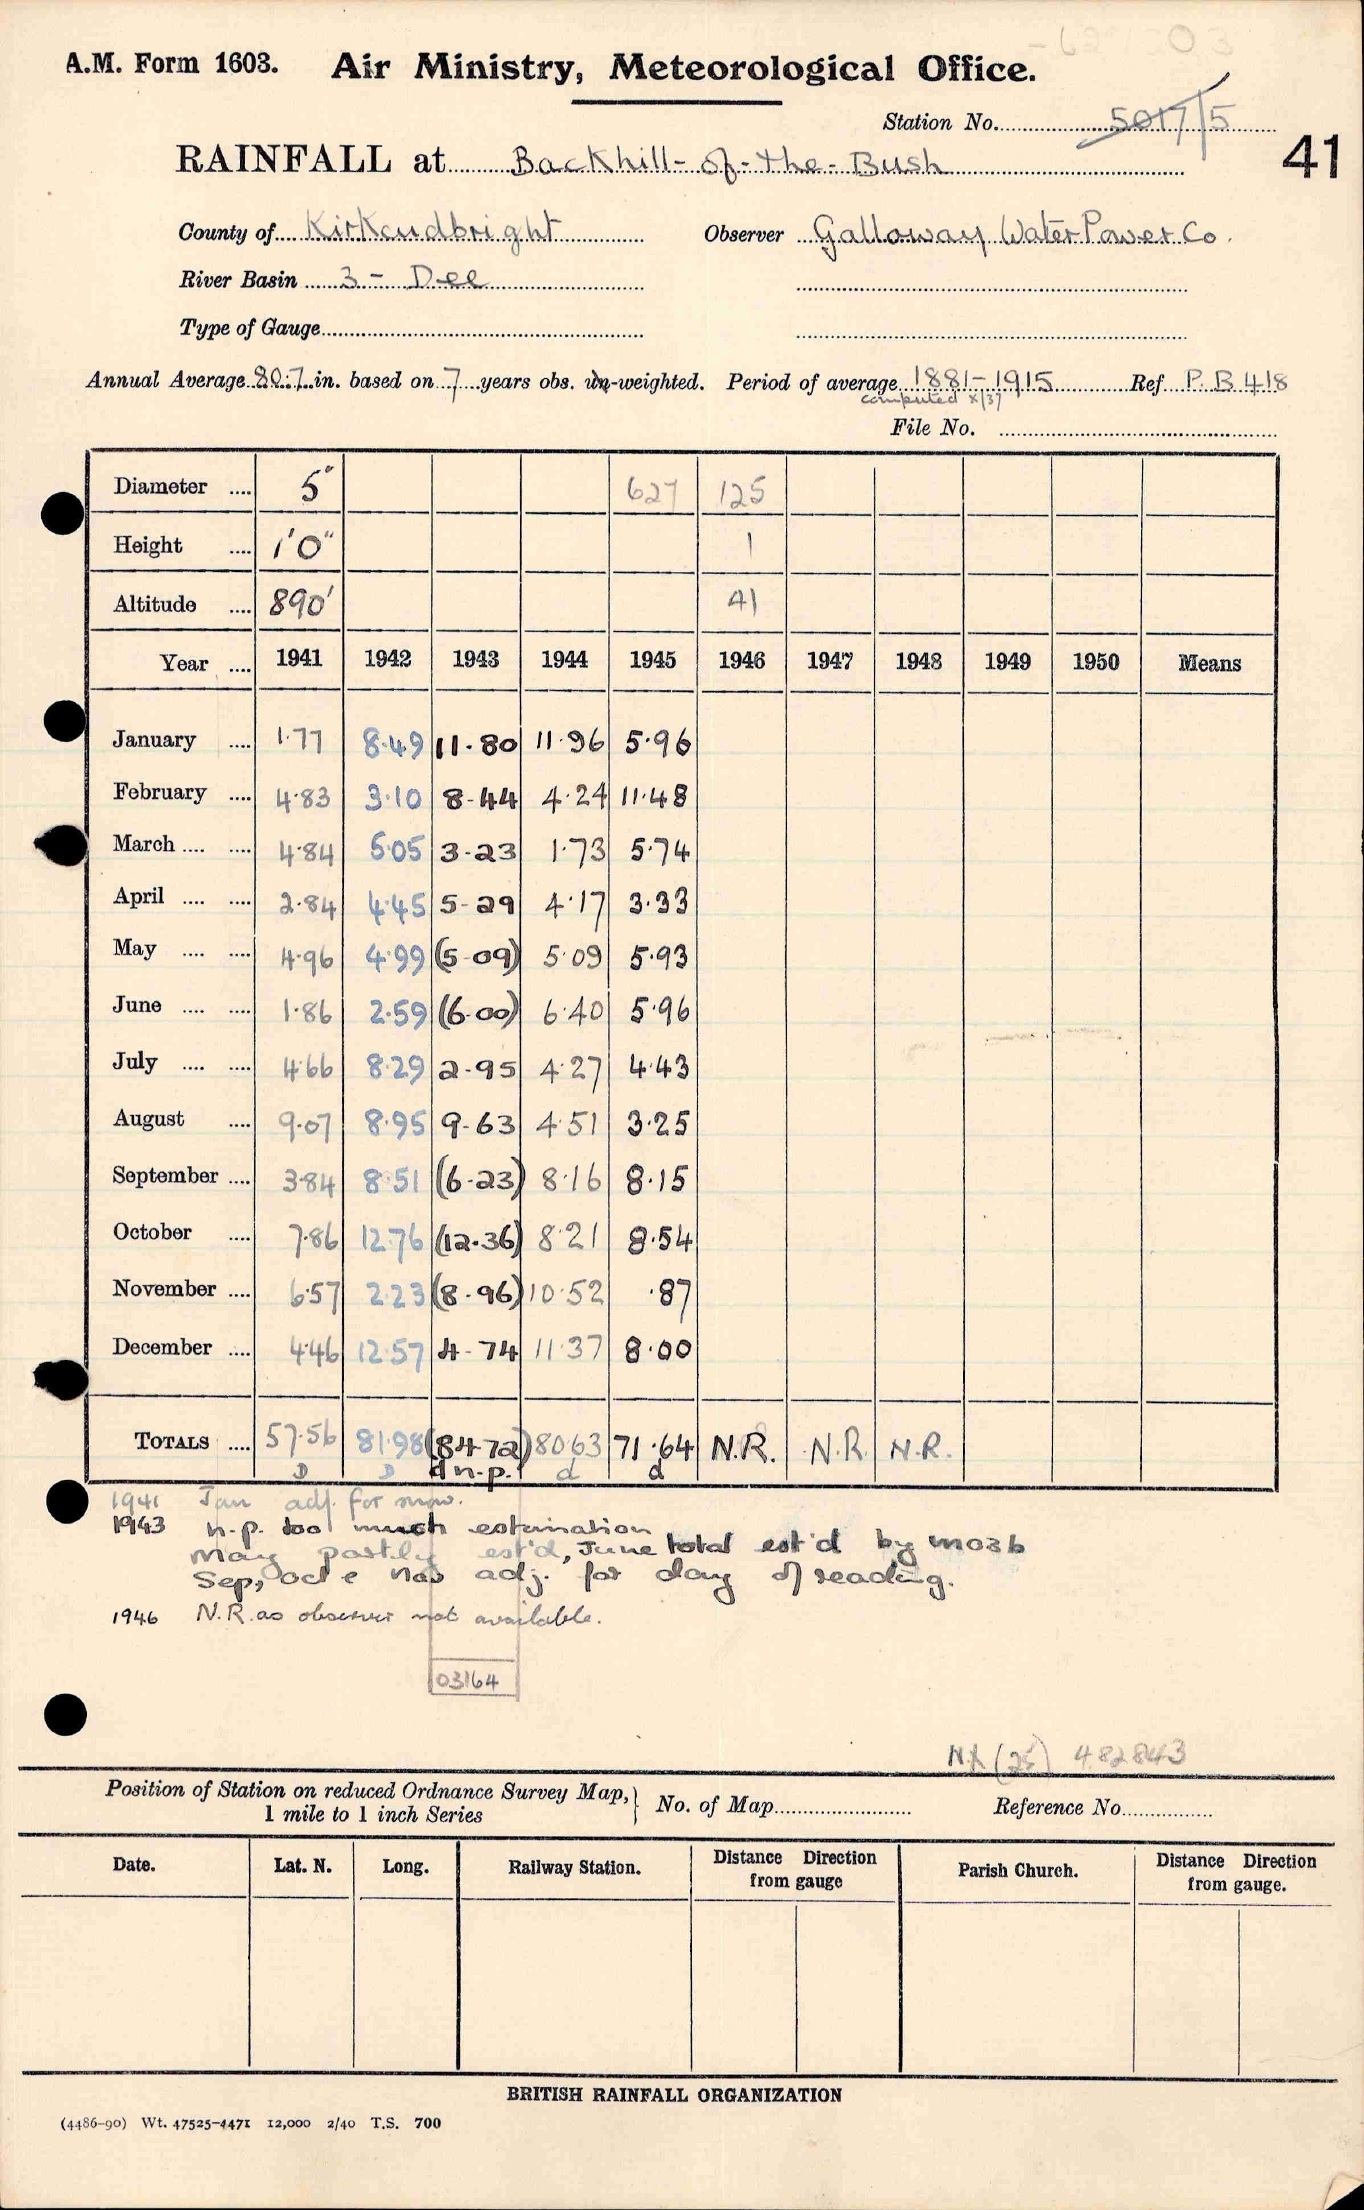 A.M. Form 1603. Air Ministry, Meteorological Office.
Station No. 5017/5
41
RAINFALL at Backhill-of-the-Bush
County of Kirkcudbright Observer Galloway Water Power Co.
River Basin 3 - Dee
Type of Gauge
Annual Average 80.7 in. based on 7 years obs. un-weighted. Period of average 1881-1915 Ref. P.B 418
computed X/37
File No.
Diameter .... 5" 627 125
Height .... 1'0" 1
Altitude .... 890' 41
Year .... 1941 1942 1943 1944 1945 1946 1947 1948 1949 1950 Means
January .... 1.77 8.49 11.80 11.96 5.96
February .... 4.83 3.10 8.44 4.24 11.48
March .... .... 4.84 5.05 3.23 1.73 5.74
April .... .... 2.84 4.45 5.29 4.17 3.33
May .... .... 4.96 4.99 (5.09) 5.09 5.93
June .... .... 1.86 2.59 (6.00) 6.40 5.96
July .... .... 4.66 8.29 2.95 4.27 4.43
August .... 9.07 8.95 9.63 4.51 3.25
September .... 3.84 8.51 (6.23) 8.16 8.15
October .... 7.86 12.76 (12.36) 8.21 8.54
November .... 6.57 2.23 (8.96) 10.52 .87
December .... 4.46 12.57 4.74 11.37 8.00
TOTALS .... 57.56 81.98 (84.72) 80.63 71.64 N.R. N.R. N.R.
D D d n.p. d d
1941 Jan adj. for snow.
1943 n.p. too much estimation
May partly est'd, June total est'd by MO3b
Sep, Oct & Nov adj. for day of reading.
1946 N.R. as observer not available.
03164
(25) 482843
Position of Station on reduced Ordnance Survey Map, } No. of Map Reference No.
1 mile to 1 inch Series
Date. Lat. N. Long. Railway Station. Distance Direction from gauge Parish Church. Distance Direction from gauge.
BRITISH RAINFALL ORGANIZATION
(4486-90) Wt. 47525-4471 12,000 2/40 T.S. 700